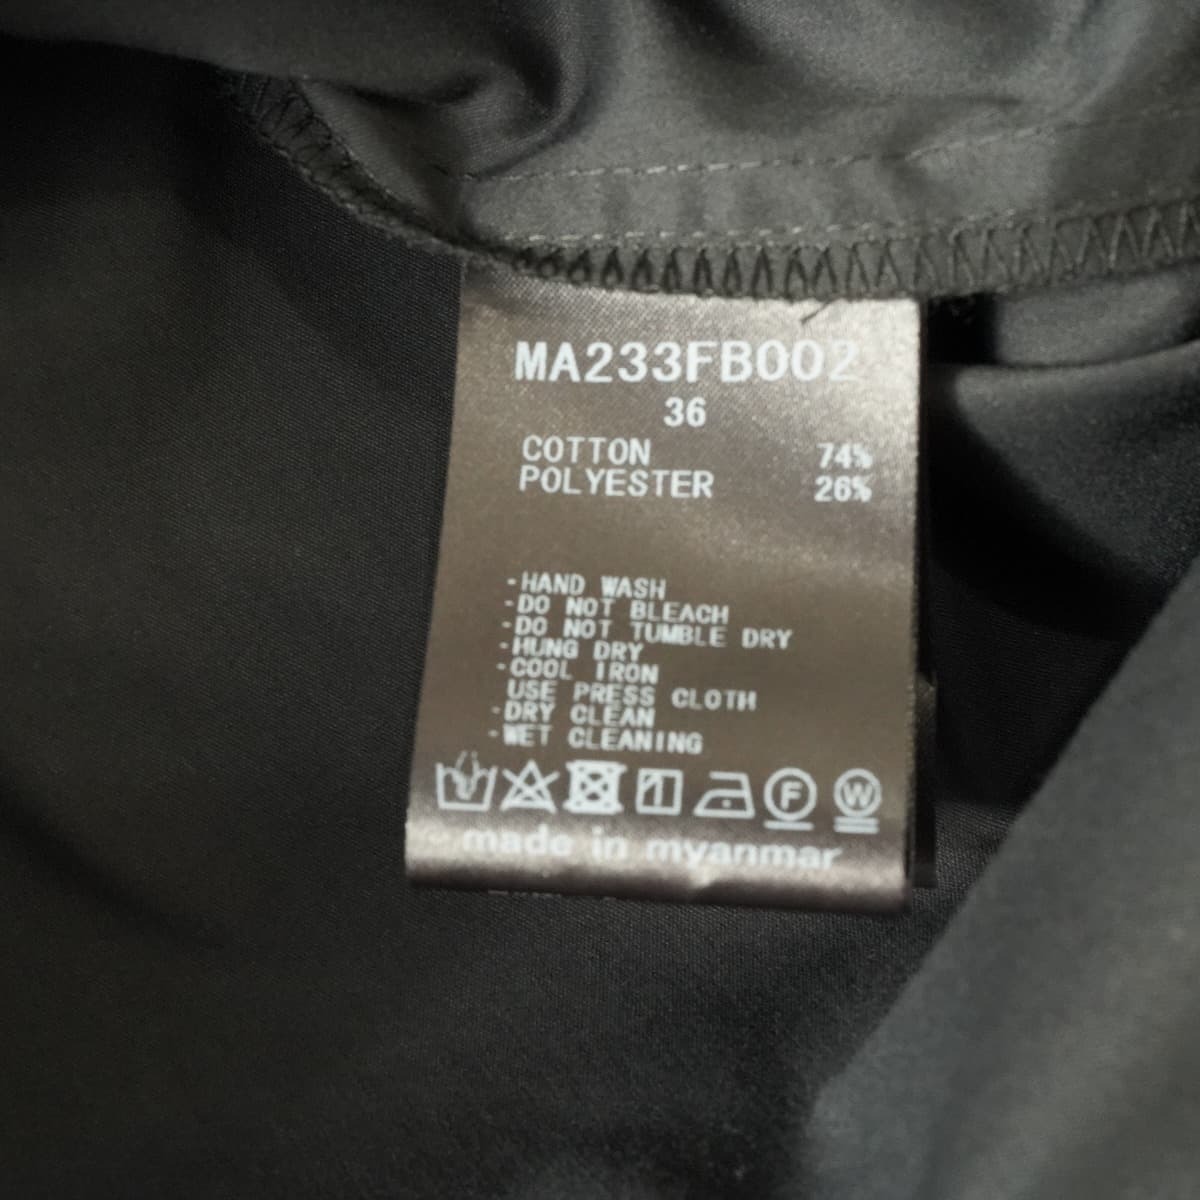 MA233FB002
36
COTTON 74%
POLYESTER 26%
-HAND WASH
-DO NOT BLEACH
-DO NOT TUMBLE DRY
-HUNG DRY
-COOL IRON
USE PRESS CLOTH
-DRY CLEAN
-WET CLEANING
F W
made in myanmar